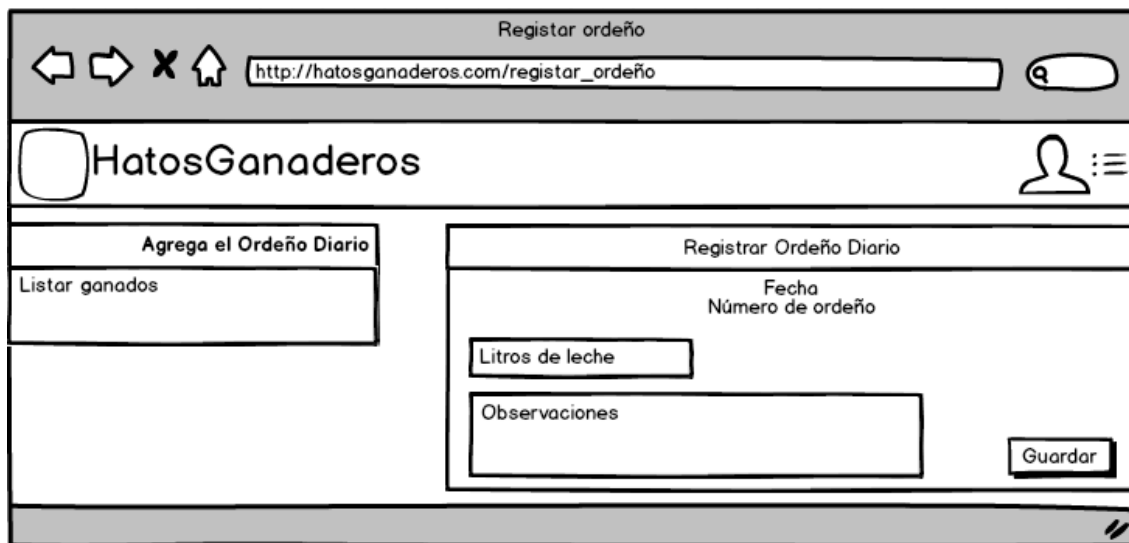 Registar ordeño
http://hatosganaderos.com/registar_ordeño
HatosGanaderos
Agrega el Ordeño Diario
Listar ganados
Registrar Ordeño Diario
Fecha
Número de ordeño
Litros de leche
Observaciones
Guardar